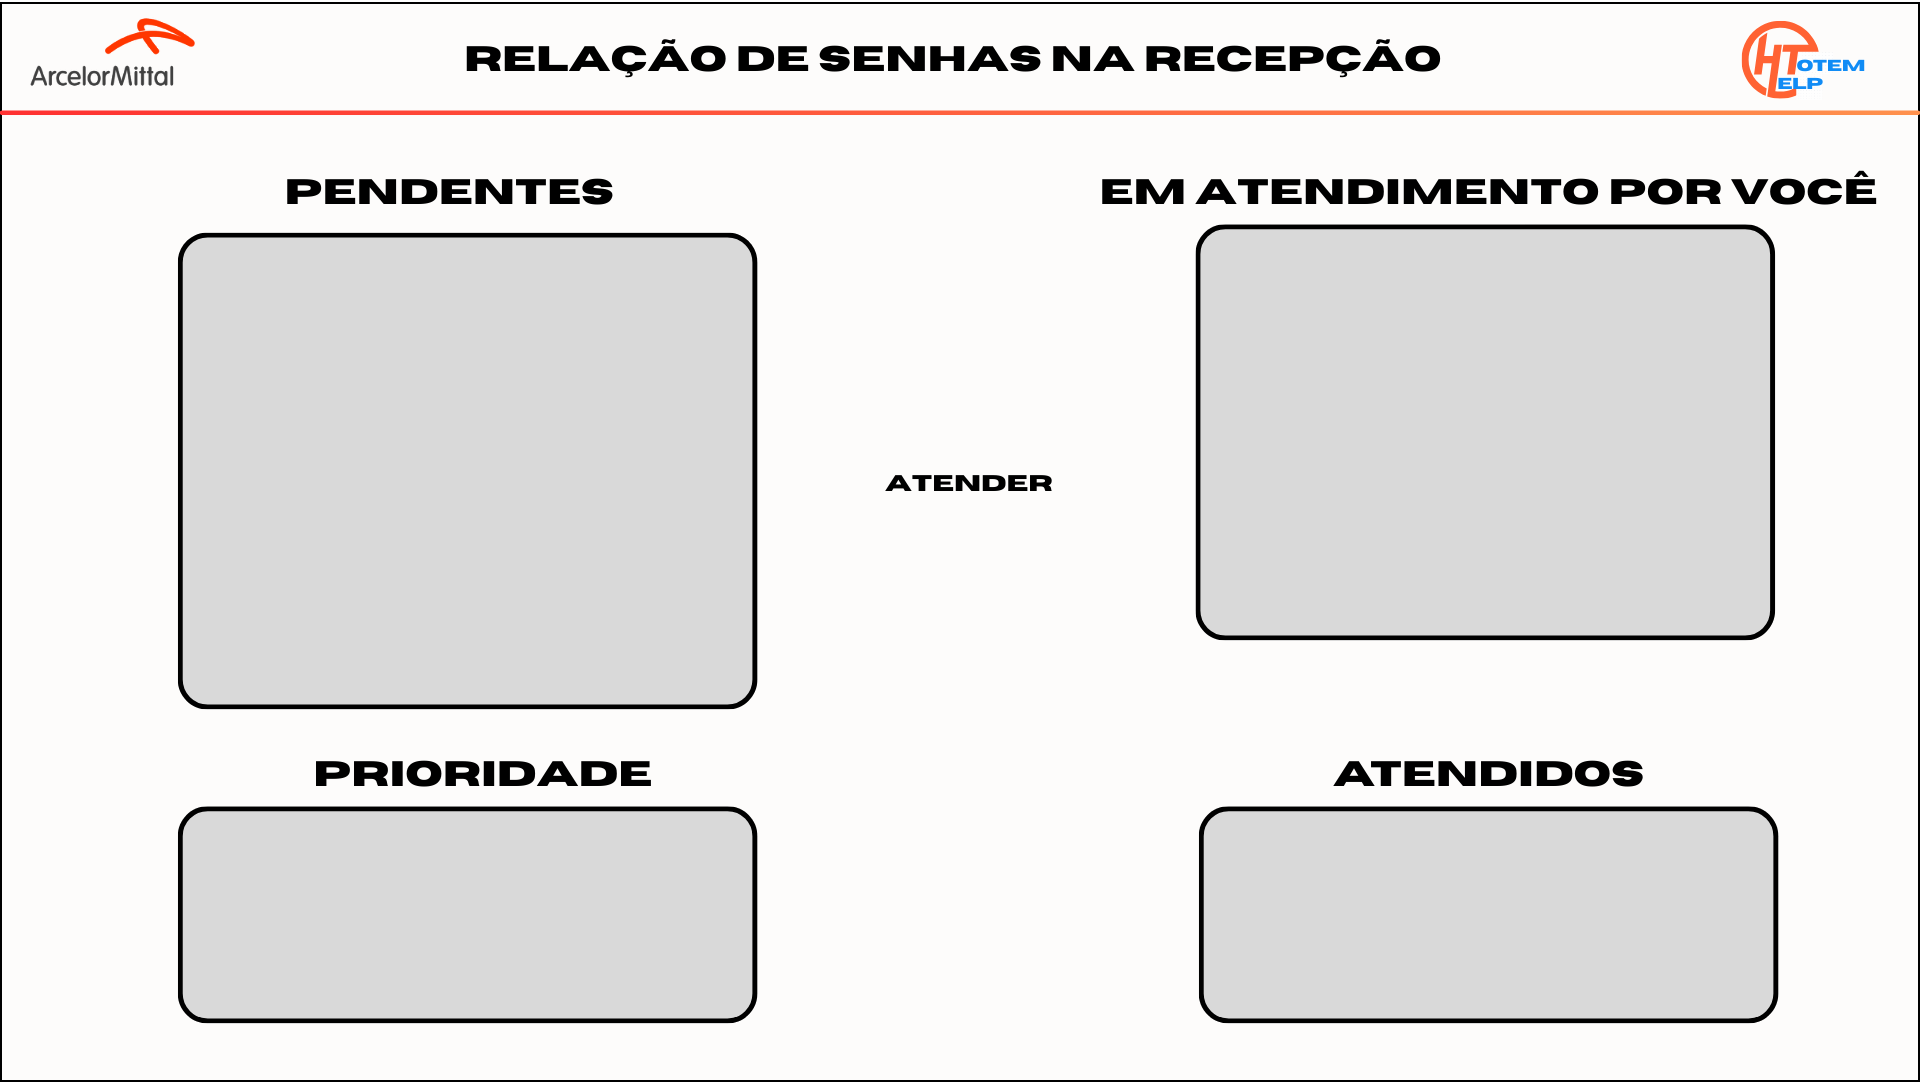 ArcelorMittal
RELAÇÃO DE SENHAS NA RECEPÇÃO
HTOTEM
ELP
PENDENTES
EM ATENDIMENTO POR VOCÊ
ATENDER
PRIORIDADE
ATENDIDOS